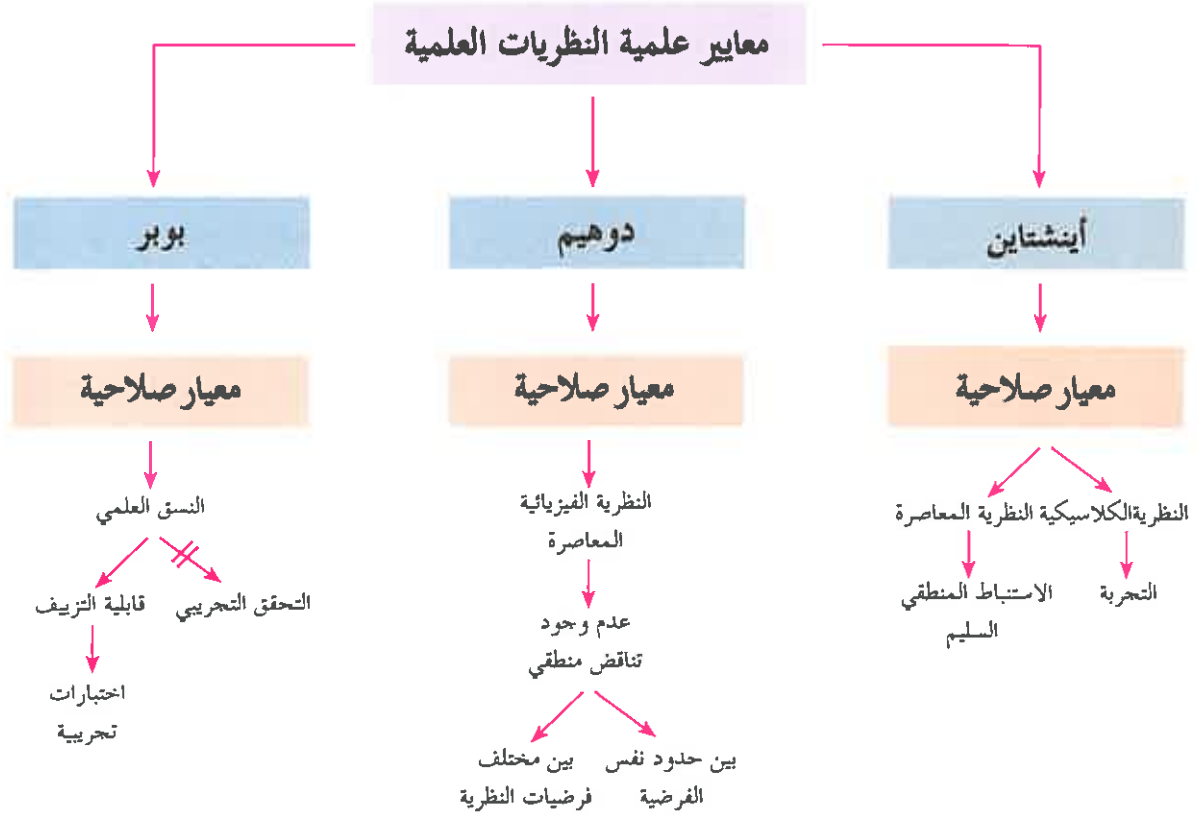 معايير علمية النظريات العلمية
أينشتاين
دوهيم
بوبر
معيار صلاحية
معيار صلاحية
معيار صلاحية
النظرية الكلاسيكية
النظرية المعاصرة
التجربة
الاستنباط المنطقي
السليم
النظرية الفيزيائية
المعاصرة
عدم وجود
تناقض منطقي
بين حدود نفس
الفرضية
بين مختلف
فرضيات النظرية
النسق العلمي
التحقق التجريبي
قابلية التزييف
اختبارات
تجريبية